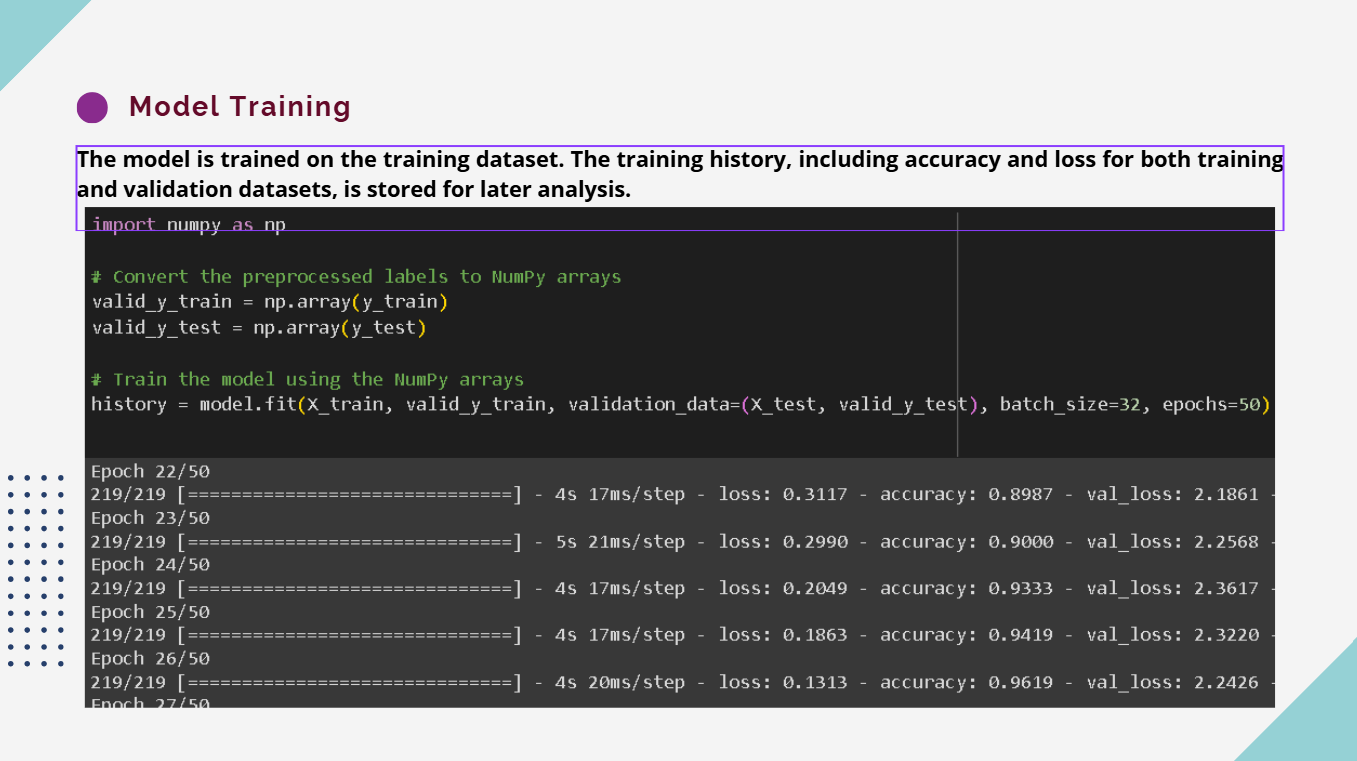 Model Training
The model is trained on the training dataset. The training history, including accuracy and loss for both training
and validation datasets, is stored for later analysis.
import numpy as np
# Convert the preprocessed labels to NumPy arrays
valid_y_train = np.array(y_train)
valid_y_test = np.array(y_test)
# Train the model using the NumPy arrays
history = model.fit(X_train, valid_y_train, validation_data=(X_test, valid_y_test), batch_size=32, epochs=50)
Epoch 22/50
219/219 [==============================] - 4s 17ms/step - loss: 0.3117 - accuracy: 0.8987 - val_loss: 2.1861 -
Epoch 23/50
219/219 [==============================] - 5s 21ms/step - loss: 0.2990 - accuracy: 0.9000 - val_loss: 2.2568 -
Epoch 24/50
219/219 [==============================] - 4s 17ms/step - loss: 0.2049 - accuracy: 0.9333 - val_loss: 2.3617 -
Epoch 25/50
219/219 [==============================] - 4s 17ms/step - loss: 0.1863 - accuracy: 0.9419 - val_loss: 2.3220 -
Epoch 26/50
219/219 [==============================] - 4s 20ms/step - loss: 0.1313 - accuracy: 0.9619 - val_loss: 2.2426 -
Epoch 27/50